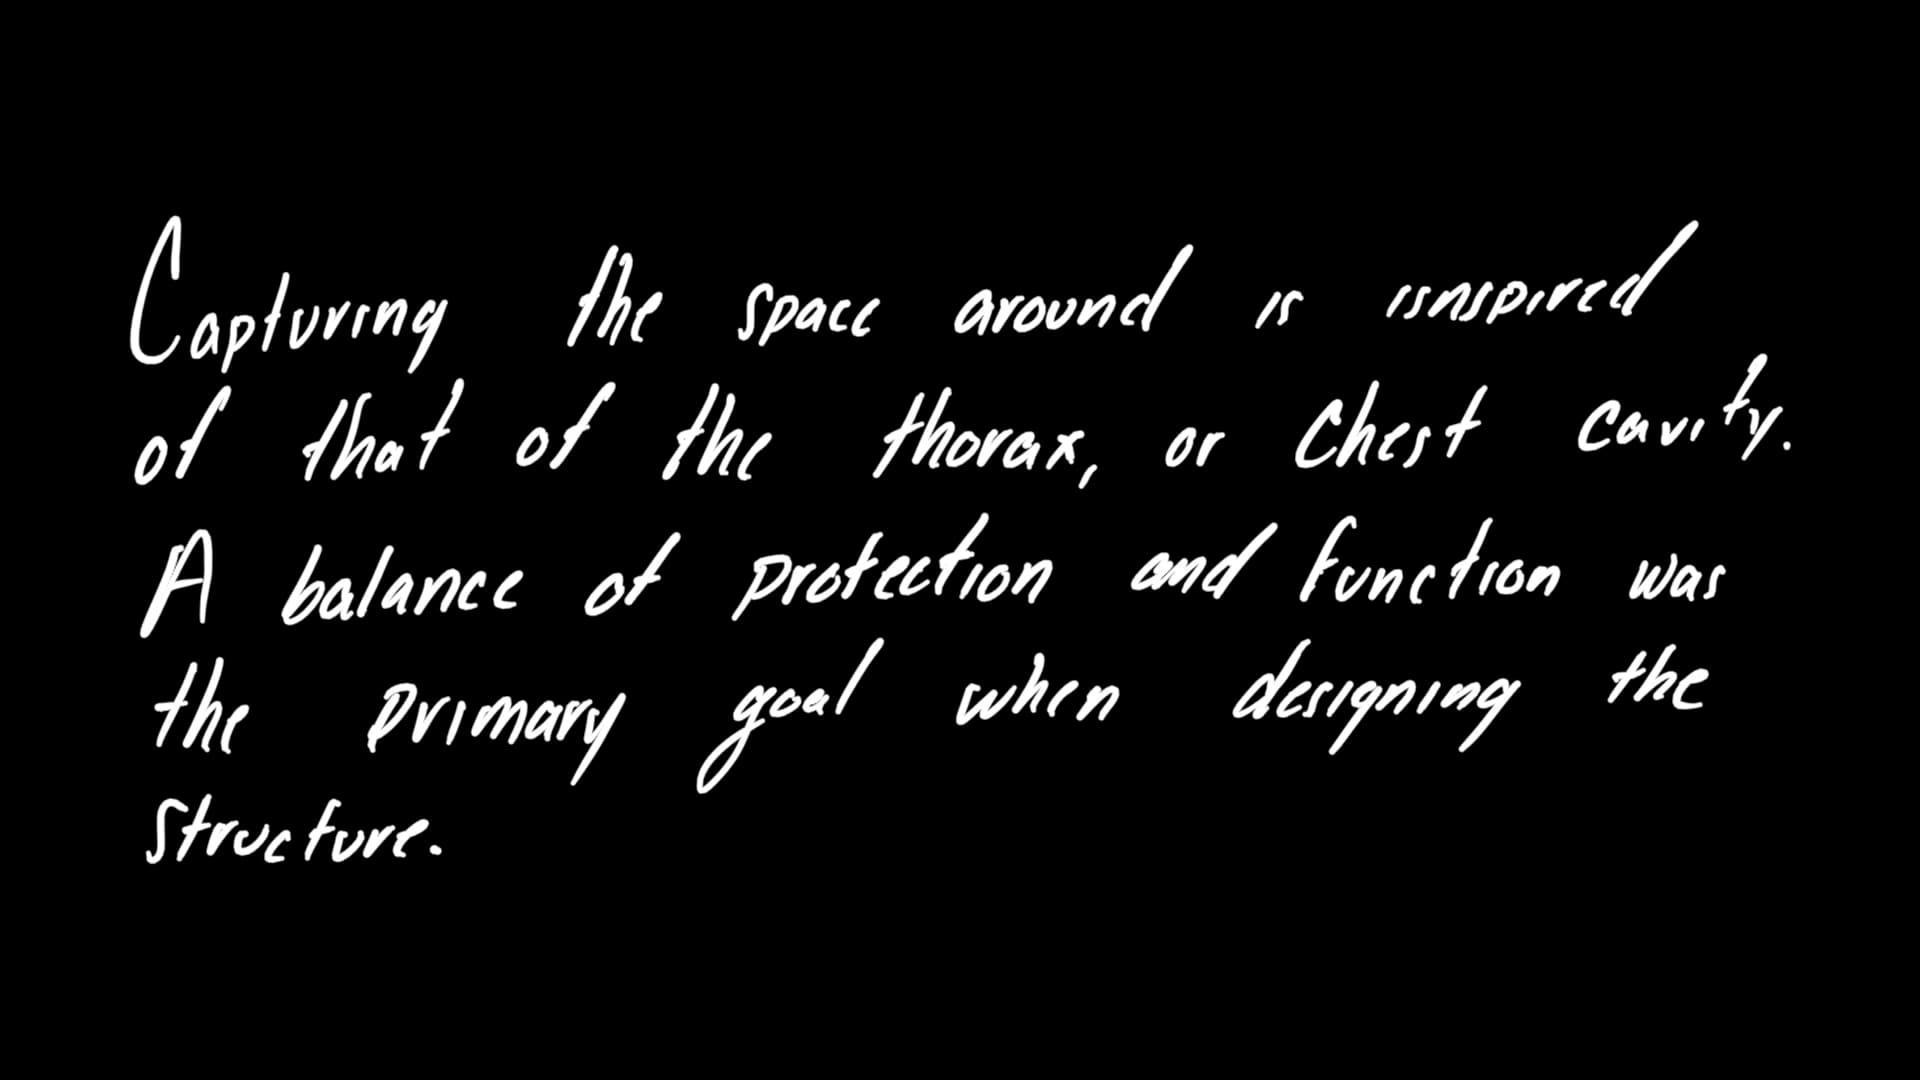 Capturing the space around is isnspired
of that of the thorax, or Chest cavity.
A balance of protection and function was
the primary goal when designing the
structure.